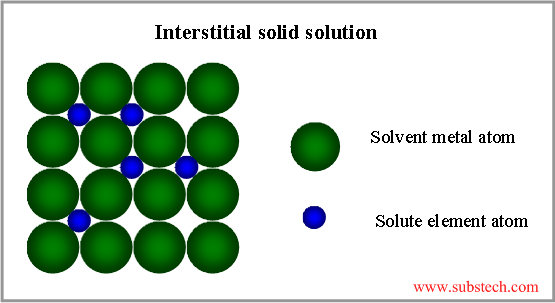 Interstitial solid solution
Solvent metal atom
Solute element atom
www.substech.com